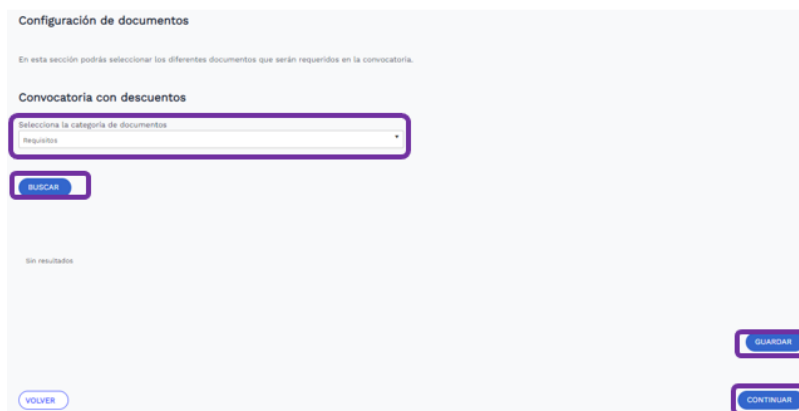 Configuración de documentos
En esta sección podrás seleccionar los diferentes documentos que serán requeridos en la convocatoria.
Convocatoria con descuentos
Selecciona la categoría de documentos
Requisitos
BUSCAR
Sin resultados
GUARDAR
VOLVER
CONTINUAR